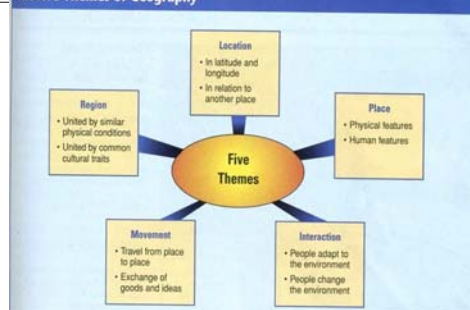 Location
• In latitude and
longitude
• In relation to
another place
Region
• United by similar
physical conditions
• United by common
cultural traits
Place
• Physical features
• Human features
Five
Themes
Movement
• Travel from place
to place
• Exchange of
goods and ideas
Interaction
• People adapt to
the environment
• People change
the environment